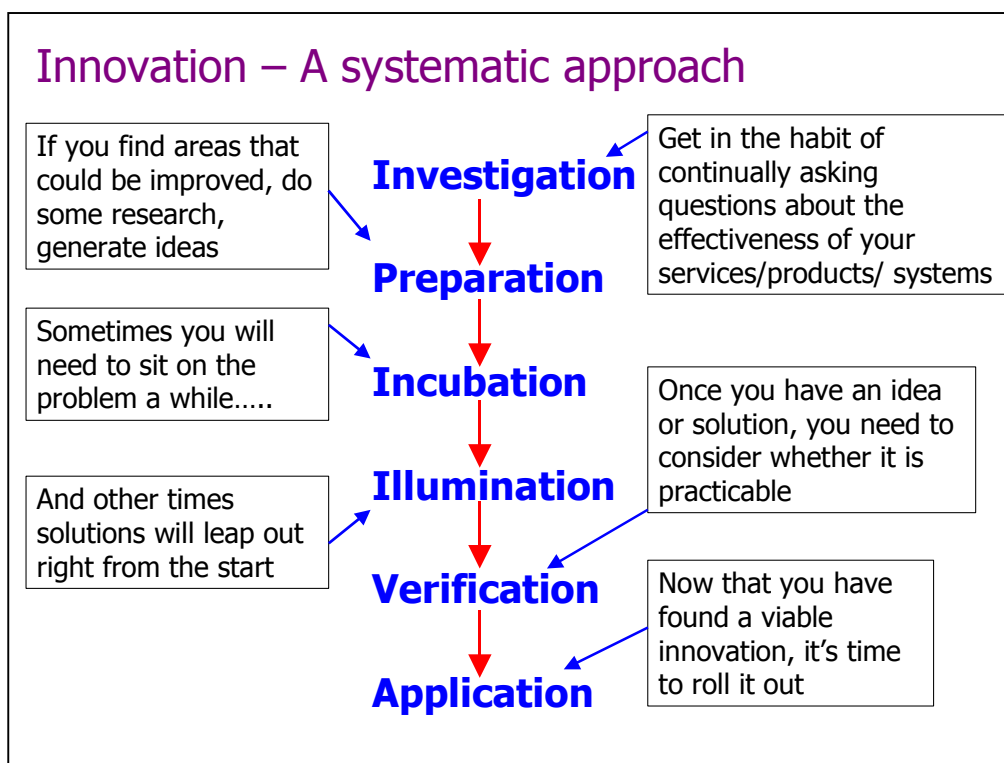 Innovation – A systematic approach
If you find areas that
could be improved, do
some research,
generate ideas
Investigation
Get in the habit of
continually asking
questions about the
effectiveness of your
services/products/ systems
Preparation
Sometimes you will
need to sit on the
problem a while…..
Incubation
Once you have an idea
or solution, you need to
consider whether it is
practicable
Illumination
And other times
solutions will leap out
right from the start
Verification
Now that you have
found a viable
innovation, it’s time
to roll it out
Application